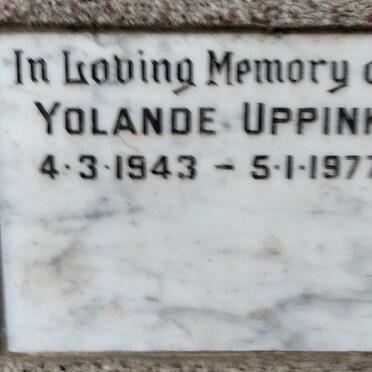 In Loving Memory o
YOLANDE UPPINK
4·3·1943 – 5·1·1977